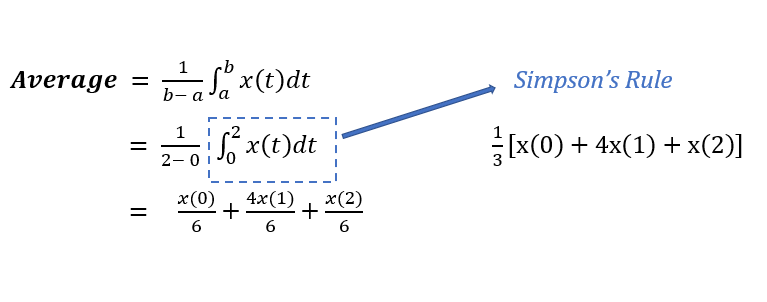 Average = 1/(b− a) ∫_a^b x(t)dt
Simpson's Rule
= 1/(2− 0) ∫_0^2 x(t)dt
1/3 [x(0) + 4x(1) + x(2)]
= x(0)/6 + 4x(1)/6 + x(2)/6